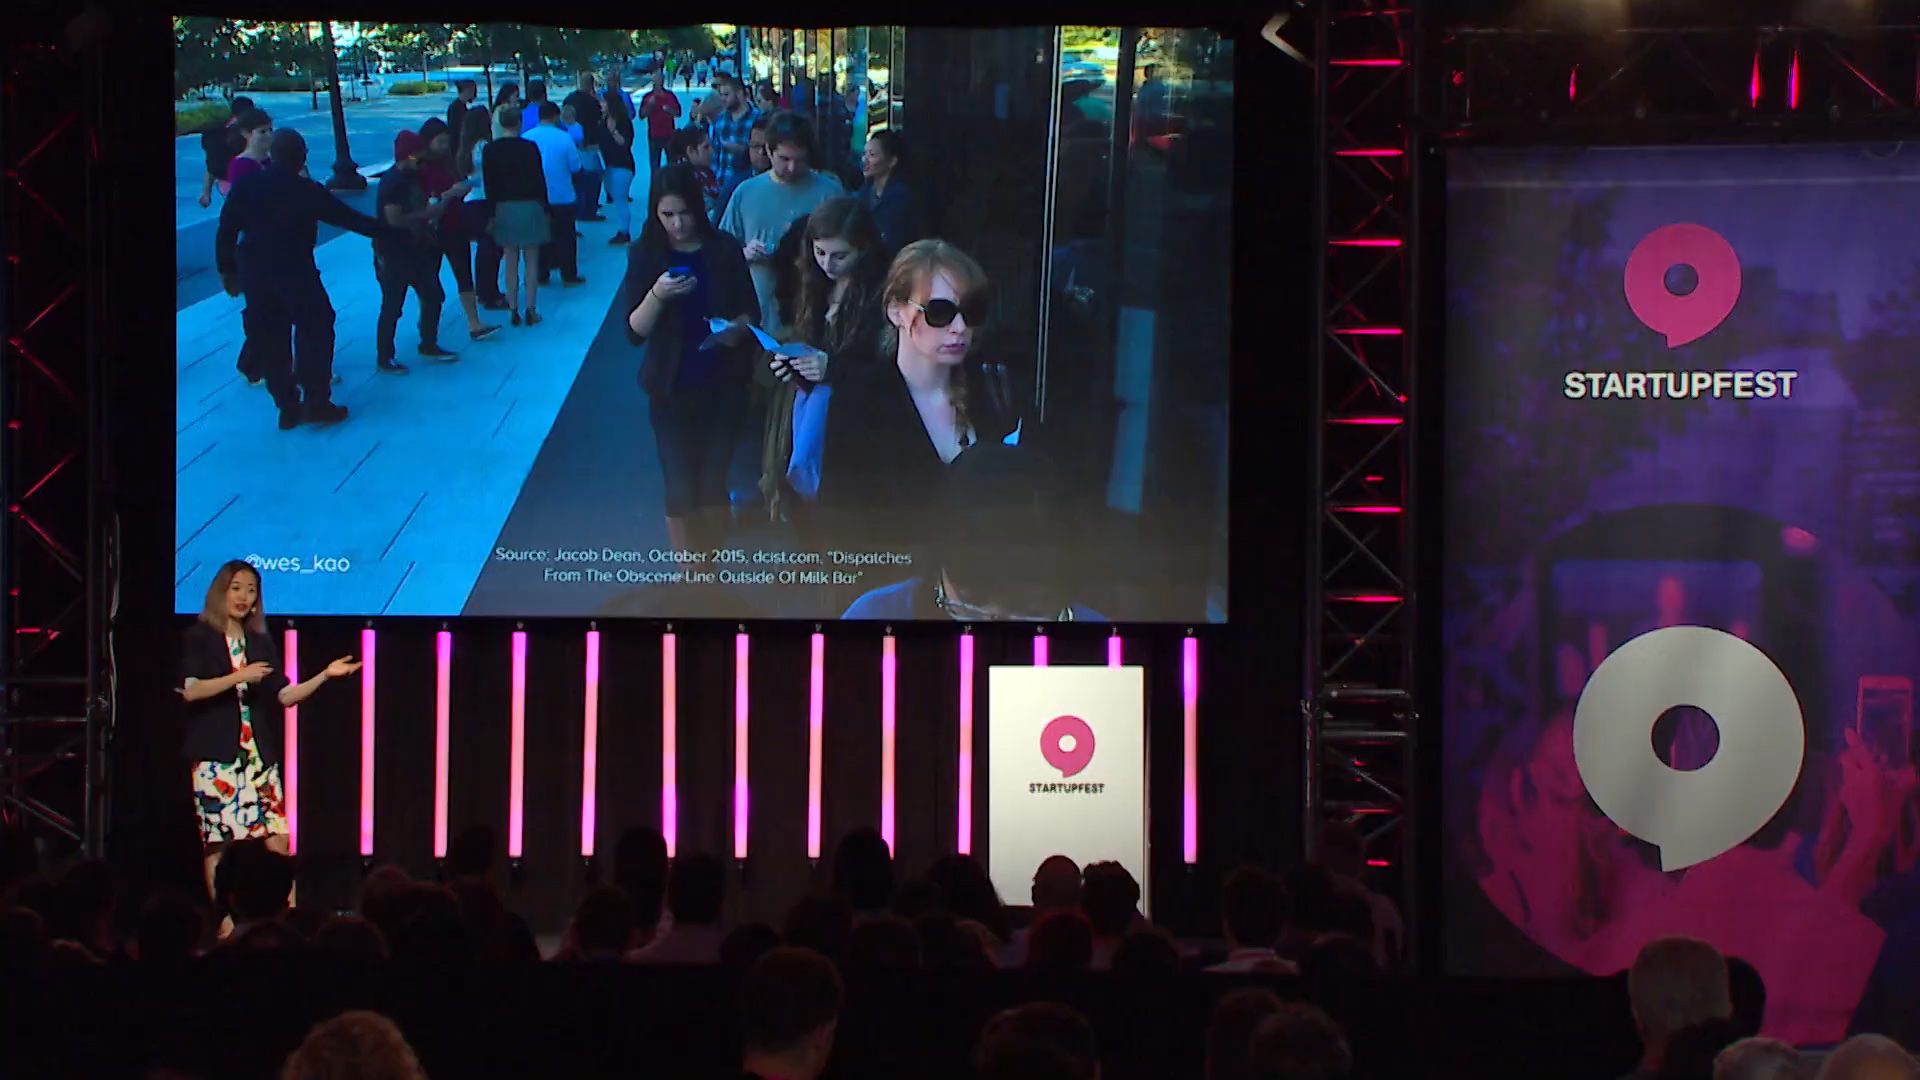 @wes_kao
Source: Jacob Dean, October 2015, dcist.com, "Dispatches
From The Obscene Line Outside Of Milk Bar"
STARTUPFEST
STARTUPFEST